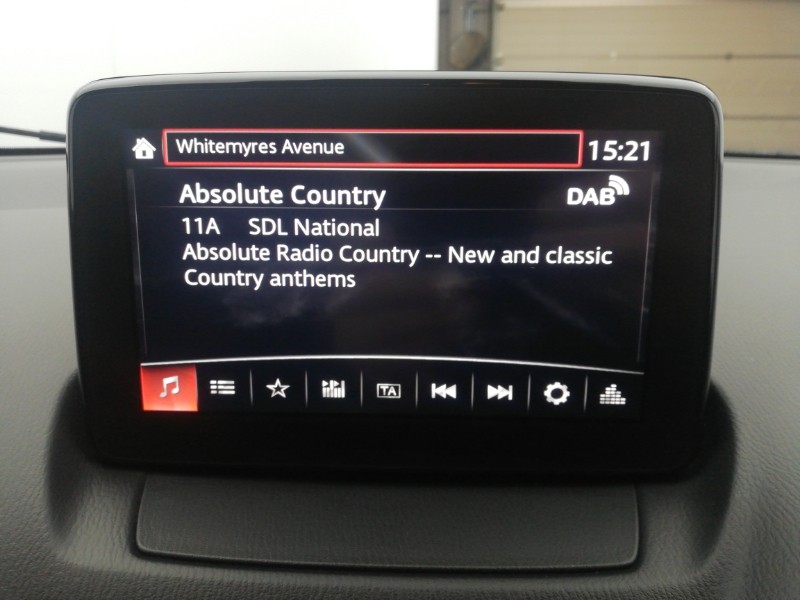 Whitemyres Avenue 15:21
Absolute Country DAB
11A SDL National
Absolute Radio Country -- New and classic
Country anthems
TA